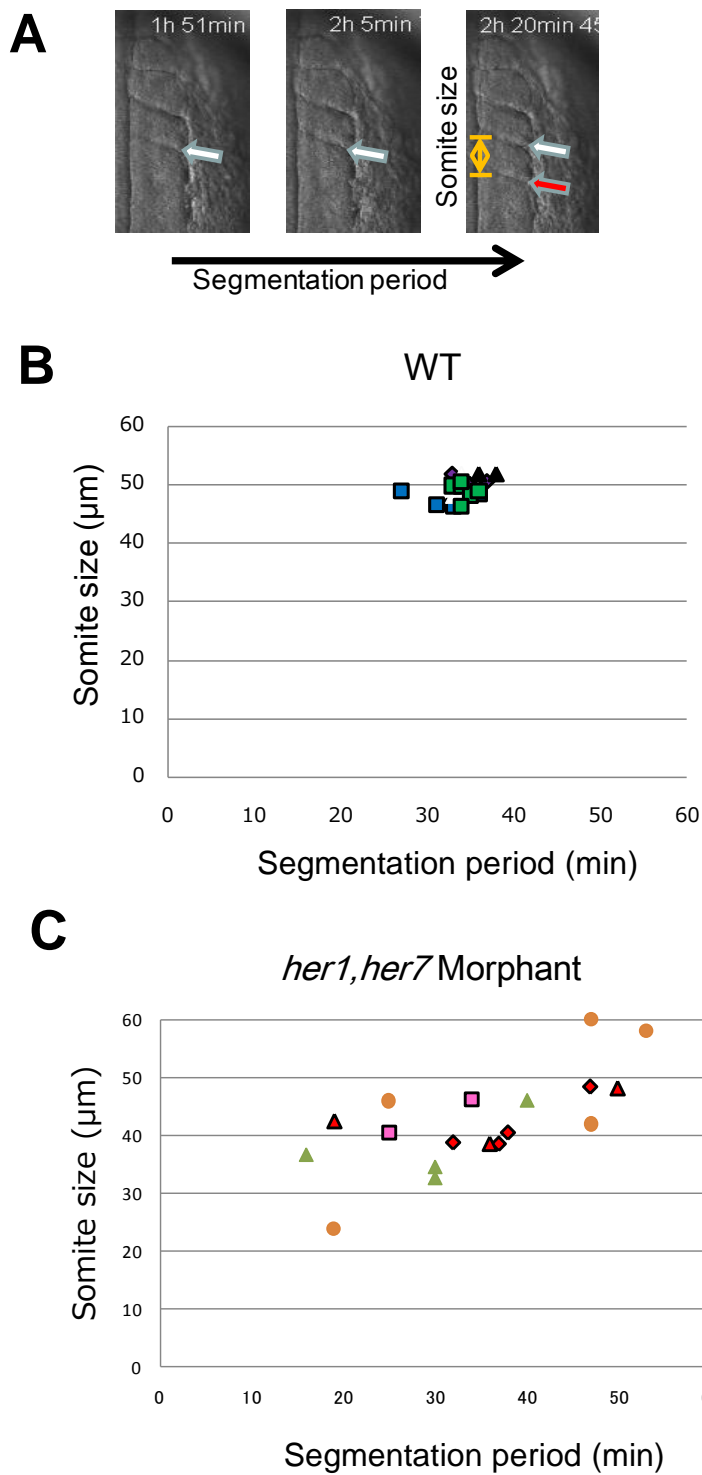 A
1h 51min
2h 5min
2h 20min 45
Somite size
Segmentation period
B
WT
Somite size (µm)
60
50
40
30
20
10
0
0 10 20 30 40 50 60
Segmentation period (min)
C
her1,her7 Morphant
Somite size (µm)
60
50
40
30
20
10
0
0 10 20 30 40 50
Segmentation period (min)